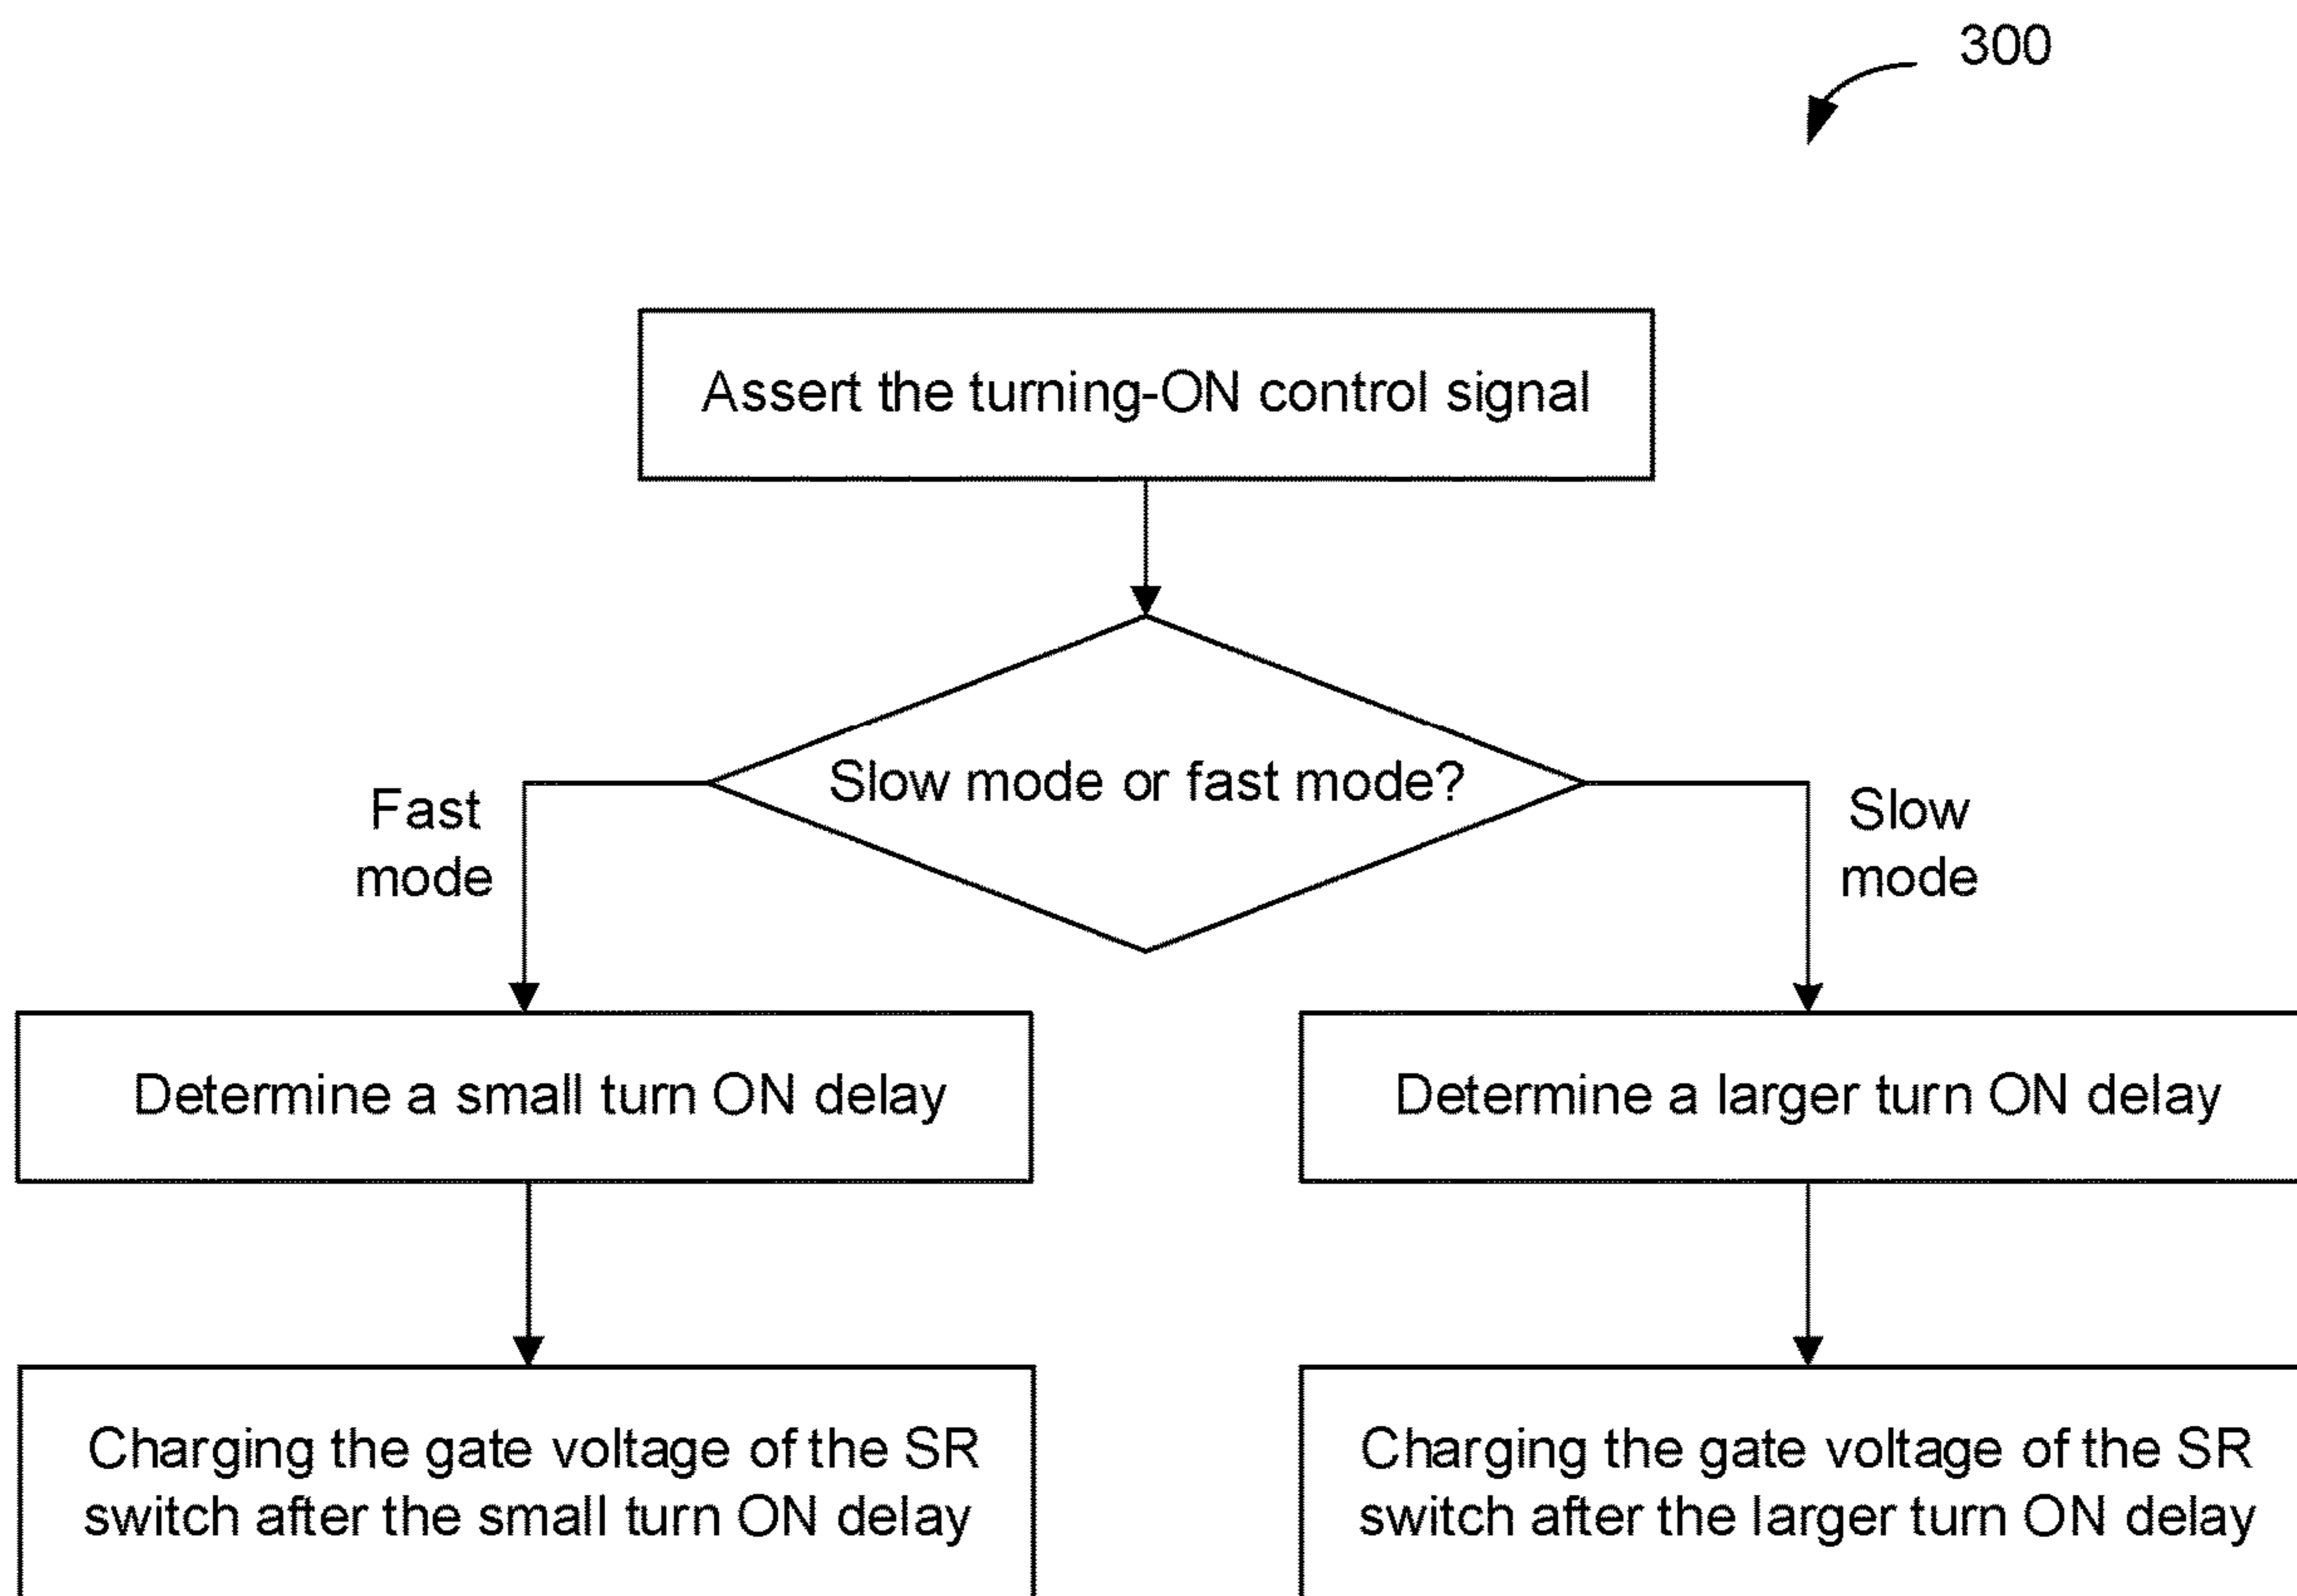 300
Assert the turning-ON control signal
Slow mode or fast mode?
Fast
mode
Slow
mode
Determine a small turn ON delay
Determine a larger turn ON delay
Charging the gate voltage of the SR
switch after the small turn ON delay
Charging the gate voltage of the SR
switch after the larger turn ON delay